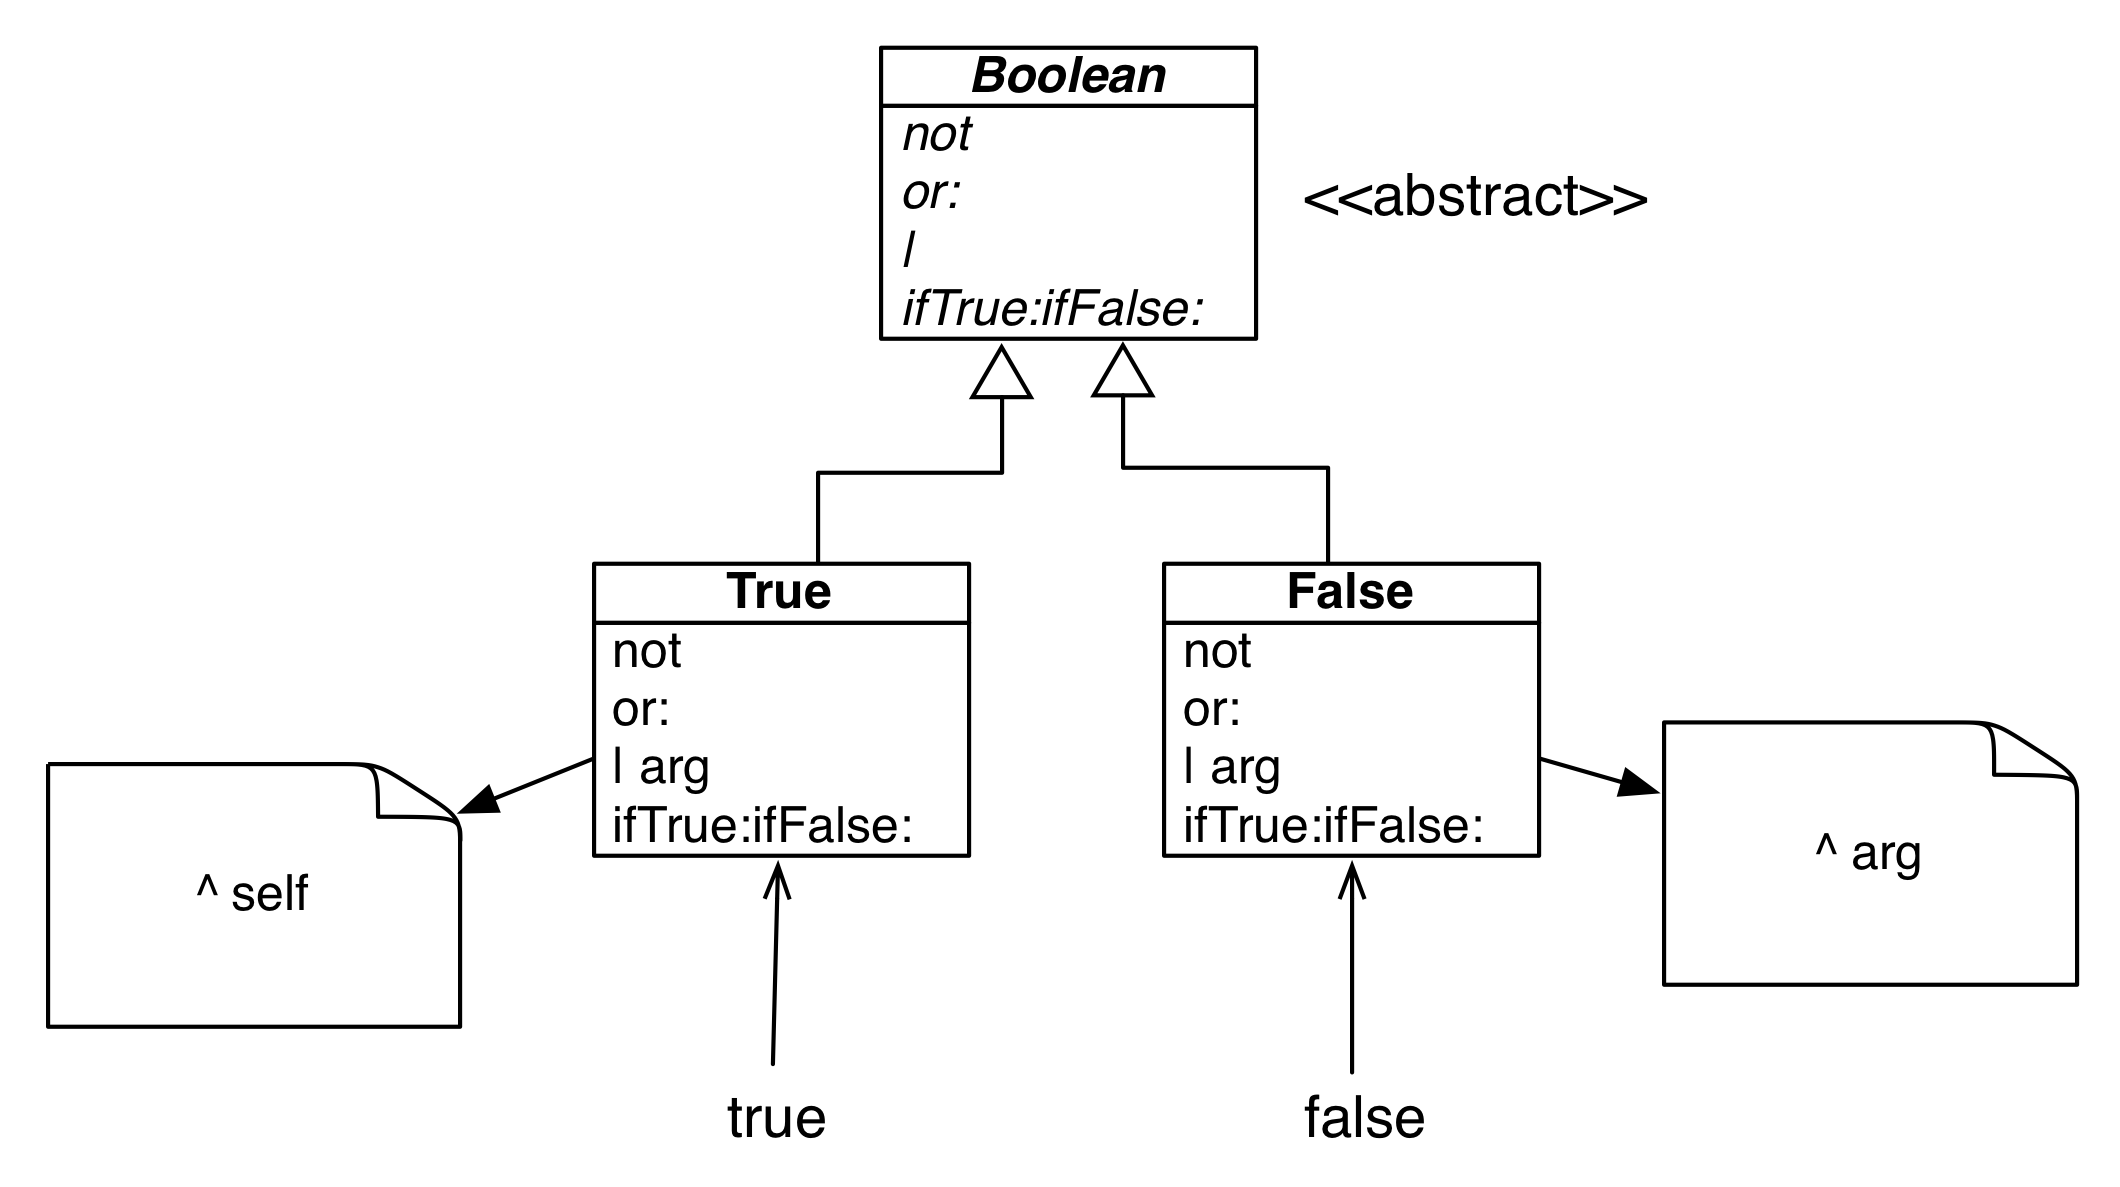 Boolean
not
or:
l
ifTrue:ifFalse:
<<abstract>>
True
not
or:
l arg
ifTrue:ifFalse:
False
not
or:
l arg
ifTrue:ifFalse:
^ self
^ arg
true
false